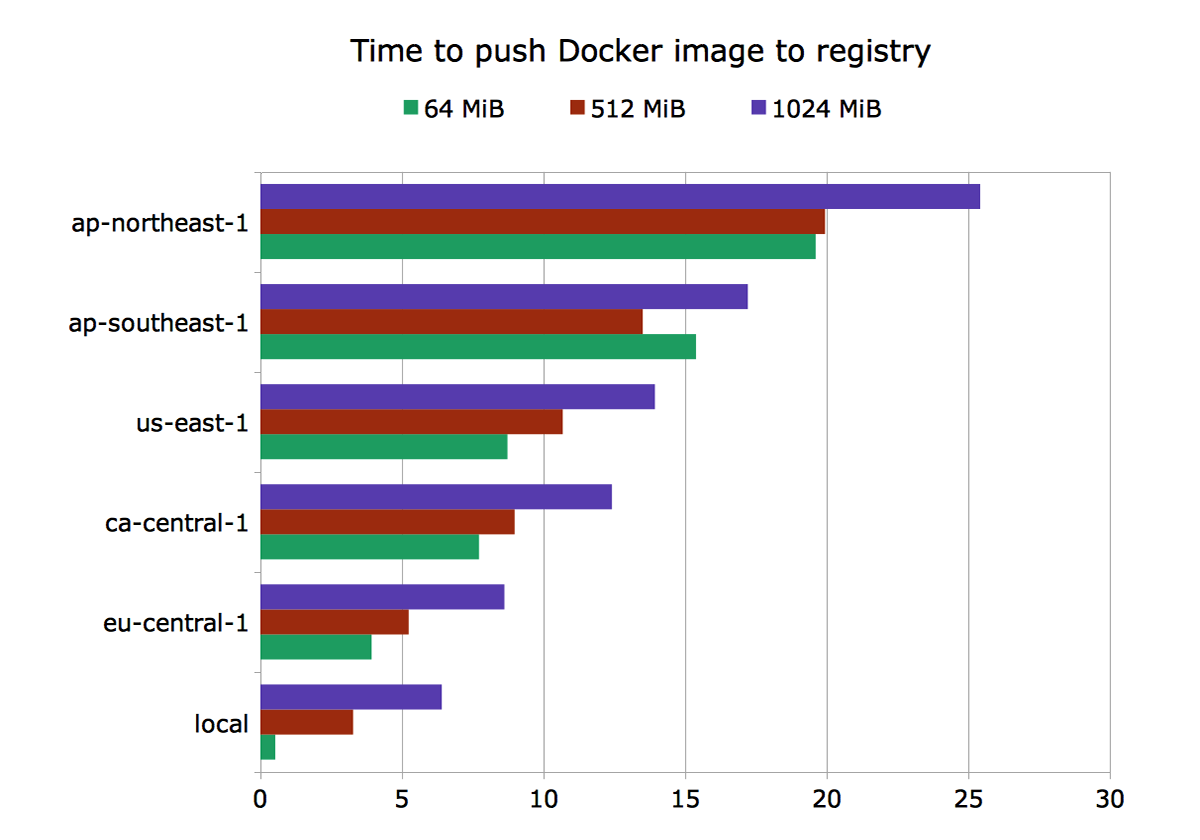 Time to push Docker image to registry
64 MiB 512 MiB 1024 MiB
ap-northeast-1
ap-southeast-1
us-east-1
ca-central-1
eu-central-1
local
0 5 10 15 20 25 30